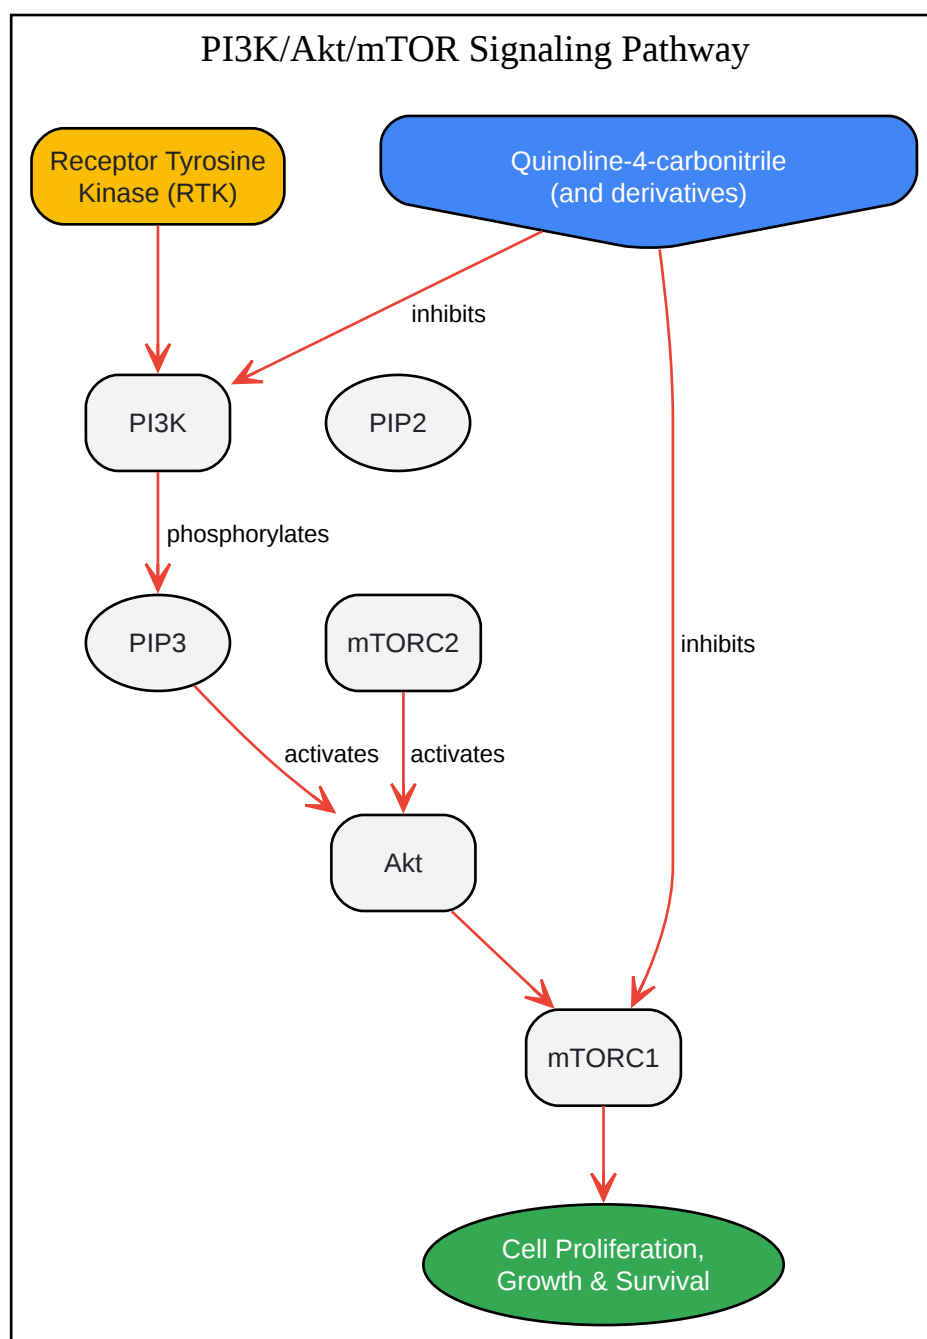 PI3K/Akt/mTOR Signaling Pathway
Receptor Tyrosine
Kinase (RTK)
Quinoline-4-carbonitrile
(and derivatives)
inhibits
PI3K
PIP2
phosphorylates
PIP3
mTORC2
inhibits
activates
activates
Akt
mTORC1
Cell Proliferation,
Growth & Survival